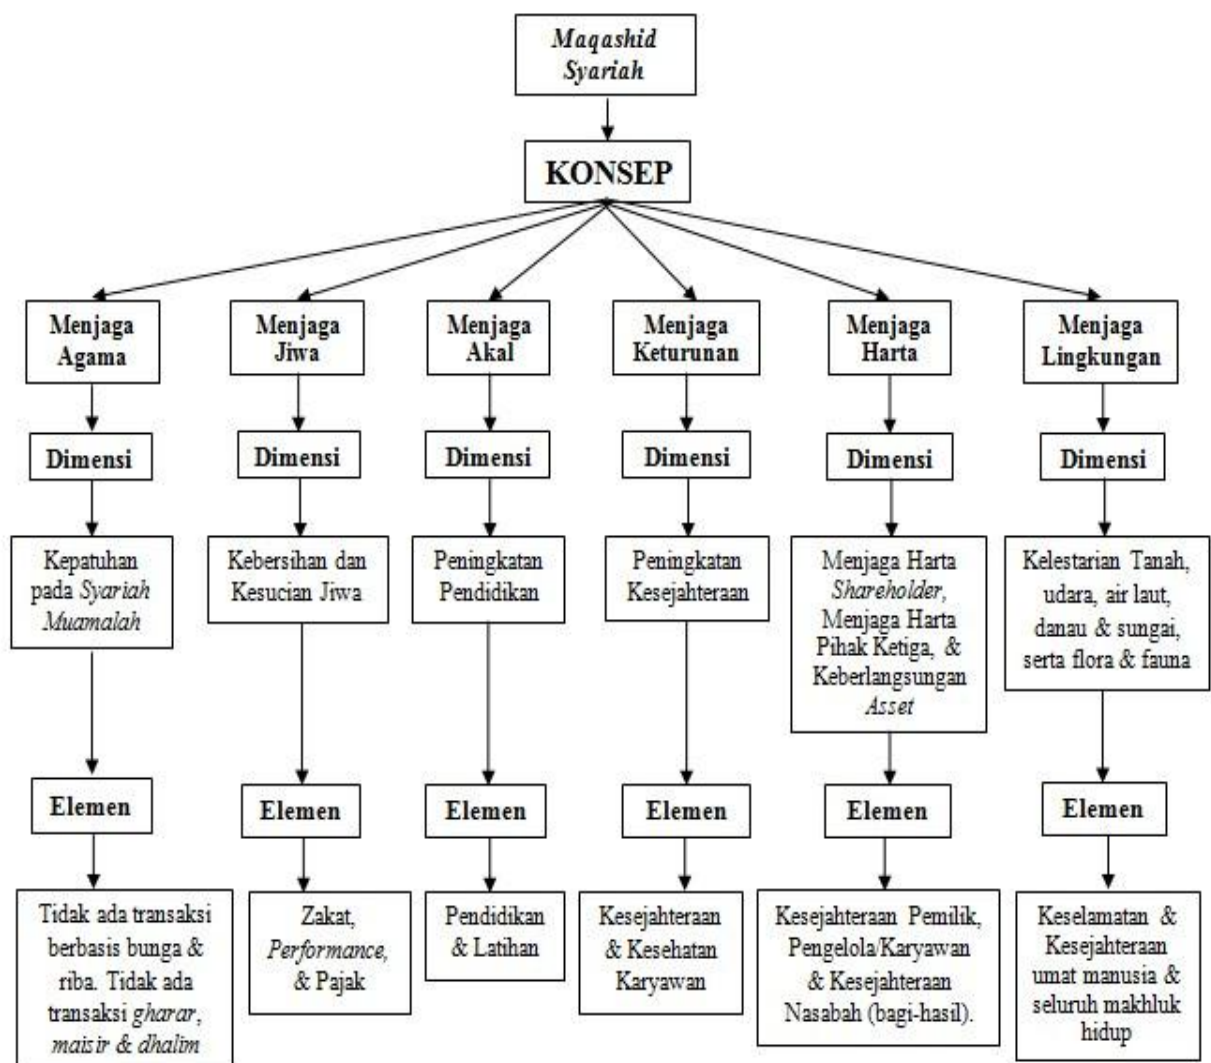 Maqashid
Syariah
KONSEP
Menjaga
Agama
Menjaga
Jiwa
Menjaga
Akal
Menjaga
Keturunan
Menjaga
Harta
Menjaga
Lingkungan
Dimensi
Dimensi
Dimensi
Dimensi
Dimensi
Dimensi
Kepatuhan
pada Syariah
Muamalah
Kebersihan dan
Kesucian Jiwa
Peningkatan
Pendidikan
Peningkatan
Kesejahteraan
Menjaga Harta
Shareholder,
Menjaga Harta
Pihak Ketiga, &
Keberlangsungan
Asset
Kelestarian Tanah,
udara, air laut,
danau & sungai,
serta flora & fauna
Elemen
Elemen
Elemen
Elemen
Elemen
Elemen
Tidak ada transaksi
berbasis bunga &
riba. Tidak ada
transaksi gharar,
maisir & dhalim
Zakat,
Performance,
& Pajak
Pendidikan
& Latihan
Kesejahteraan
& Kesehatan
Karyawan
Kesejahteraan Pemilik,
Pengelola/Karyawan
& Kesejahteraan
Nasabah (bagi-hasil).
Keselamatan &
Kesejahteraan
umat manusia &
seluruh makhluk
hidup